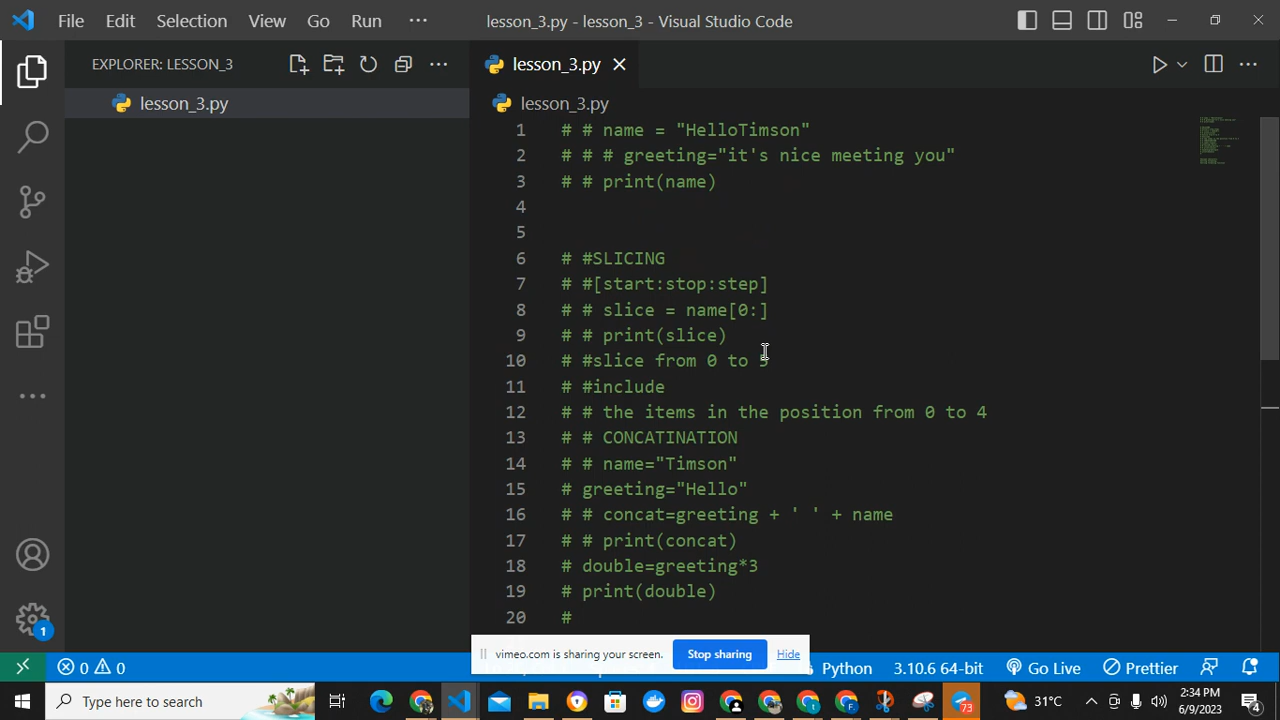 File Edit Selection View Go Run ··· lesson_3.py - lesson_3 - Visual Studio Code
EXPLORER: LESSON_3
lesson_3.py
lesson_3.py
lesson_3.py
1 # # name = "HelloTimson"
2 # # # greeting="it's nice meeting you"
3 # # print(name)
4
5
6 # #SLICING
7 # #[start:stop:step]
8 # # slice = name[0:]
9 # # print(slice)
10 # #slice from 0 to
11 # #include
12 # # the items in the position from 0 to 4
13 # # CONCATINATION
14 # # name="Timson"
15 # greeting="Hello"
16 # # concat=greeting + ' ' + name
17 # # print(concat)
18 # double=greeting*3
19 # print(double)
20 #
vimeo.com is sharing your screen. Stop sharing Hide
1
0 0 Python 3.10.6 64-bit Go Live Prettier
Type here to search 73 31°C 2:34 PM
6/9/2023 4